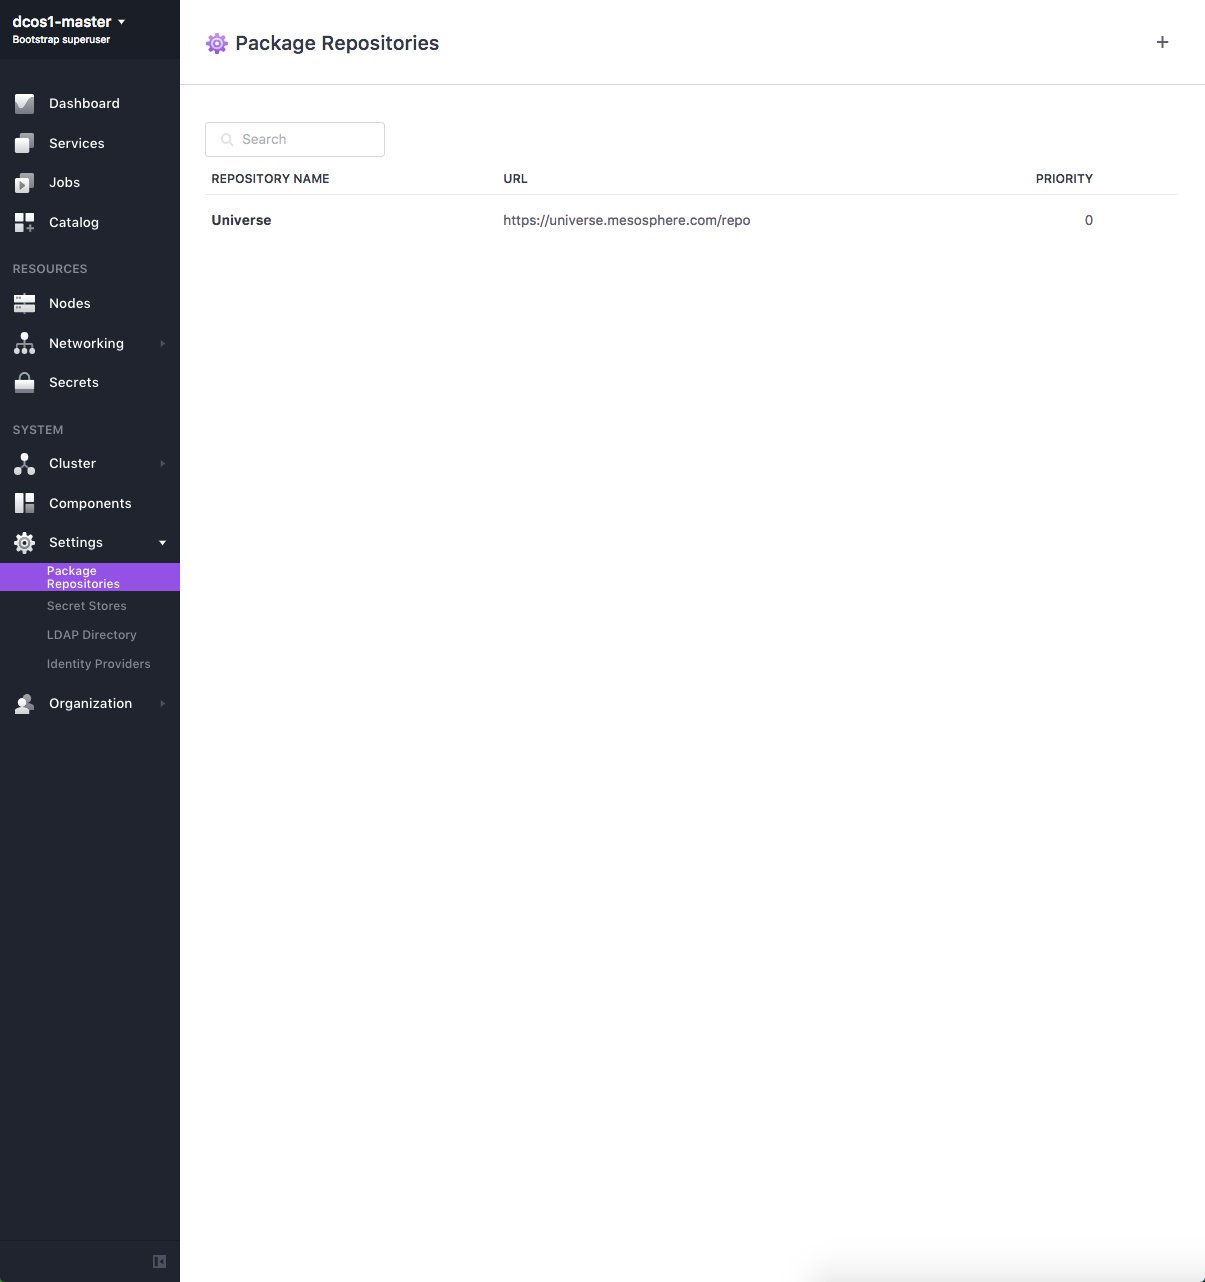 dcos1-master
Bootstrap superuser
Dashboard
Services
Jobs
Catalog
RESOURCES
Nodes
Networking
Secrets
SYSTEM
Cluster
Components
Settings
Package
Repositories
Secret Stores
LDAP Directory
Identity Providers
Organization
Package Repositories
Search
REPOSITORY NAME URL PRIORITY
Universe https://universe.mesosphere.com/repo 0